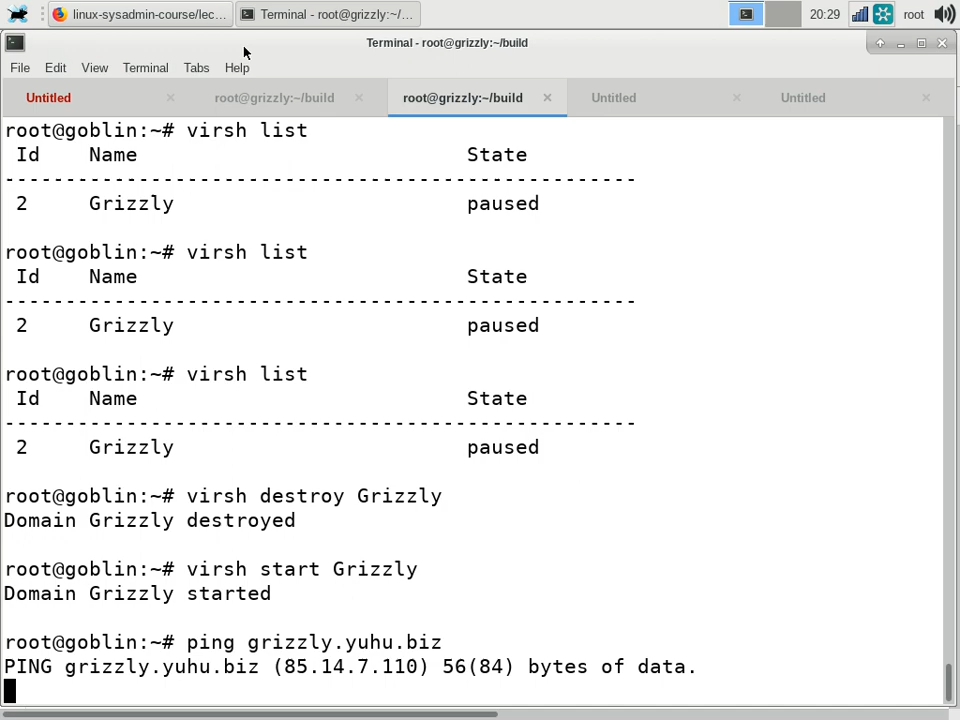 linux-sysadmin-course/lec...
Terminal - root@grizzly:~/...
20:29
root
Terminal - root@grizzly:~/build
File Edit View Terminal Tabs Help
Untitled
root@grizzly:~/build
root@grizzly:~/build
Untitled
Untitled
root@goblin:~# virsh list
Id Name State
----------------------------------------------------
2 Grizzly paused
root@goblin:~# virsh list
Id Name State
----------------------------------------------------
2 Grizzly paused
root@goblin:~# virsh list
Id Name State
----------------------------------------------------
2 Grizzly paused
root@goblin:~# virsh destroy Grizzly
Domain Grizzly destroyed
root@goblin:~# virsh start Grizzly
Domain Grizzly started
root@goblin:~# ping grizzly.yuhu.biz
PING grizzly.yuhu.biz (85.14.7.110) 56(84) bytes of data.